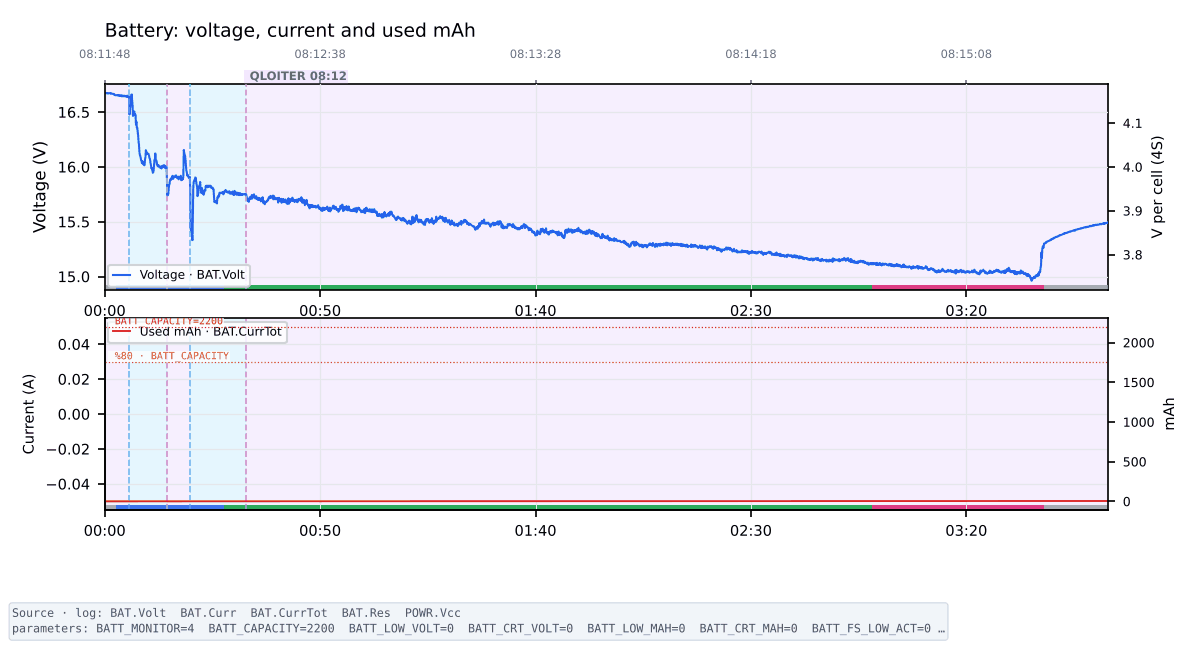 Battery: voltage, current and used mAh
08:11:48 08:12:38 08:13:28 08:14:18 08:15:08
QLOITER 08:12
16.5
16.0
15.5
15.0
Voltage (V)
4.1
4.0
3.9
3.8
V per cell (4S)
Voltage · BAT.Volt
00:00 00:50 01:40 02:30 03:20
BATT_CAPACITY=2200
Used mAh · BAT.CurrTot
%80 · BATT_CAPACITY
0.04
0.02
0.00
−0.02
−0.04
Current (A)
2000
1500
1000
500
0
mAh
00:00 00:50 01:40 02:30 03:20
Source · log: BAT.Volt BAT.Curr BAT.CurrTot BAT.Res POWR.Vcc
parameters: BATT_MONITOR=4 BATT_CAPACITY=2200 BATT_LOW_VOLT=0 BATT_CRT_VOLT=0 BATT_LOW_MAH=0 BATT_CRT_MAH=0 BATT_FS_LOW_ACT=0 …